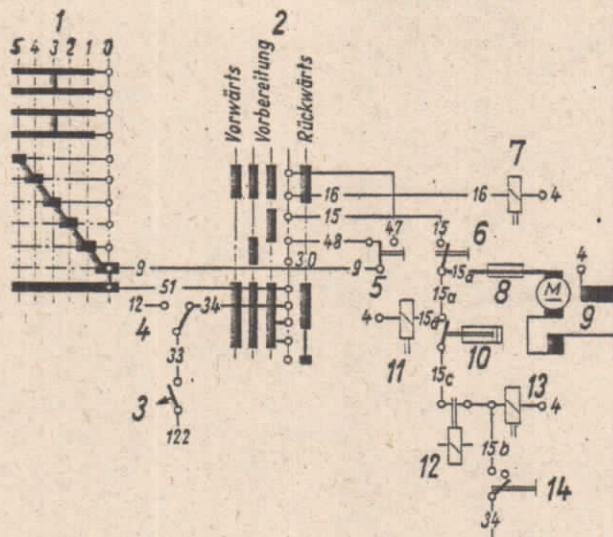 1
2
5 4 3 2 1 0
Vorwärts
Vorbereitung
Rückwärts
7
16 16 4
15
47 15 6
48 4
30
9 51 9 5 15a 8 M
12 34 15a 9
4 4 15d
33 11 10
15c 13
3 4
122 12 15b
14
34